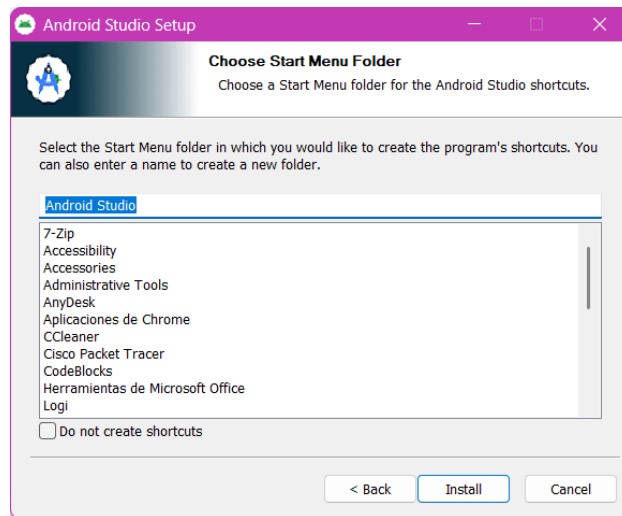 Android Studio Setup
Choose Start Menu Folder
Choose a Start Menu folder for the Android Studio shortcuts.
Select the Start Menu folder in which you would like to create the program's shortcuts. You
can also enter a name to create a new folder.
Android Studio
7-Zip
Accessibility
Accessories
Administrative Tools
AnyDesk
Aplicaciones de Chrome
CCleaner
Cisco Packet Tracer
CodeBlocks
Herramientas de Microsoft Office
Logi
Do not create shortcuts
< Back
Install
Cancel